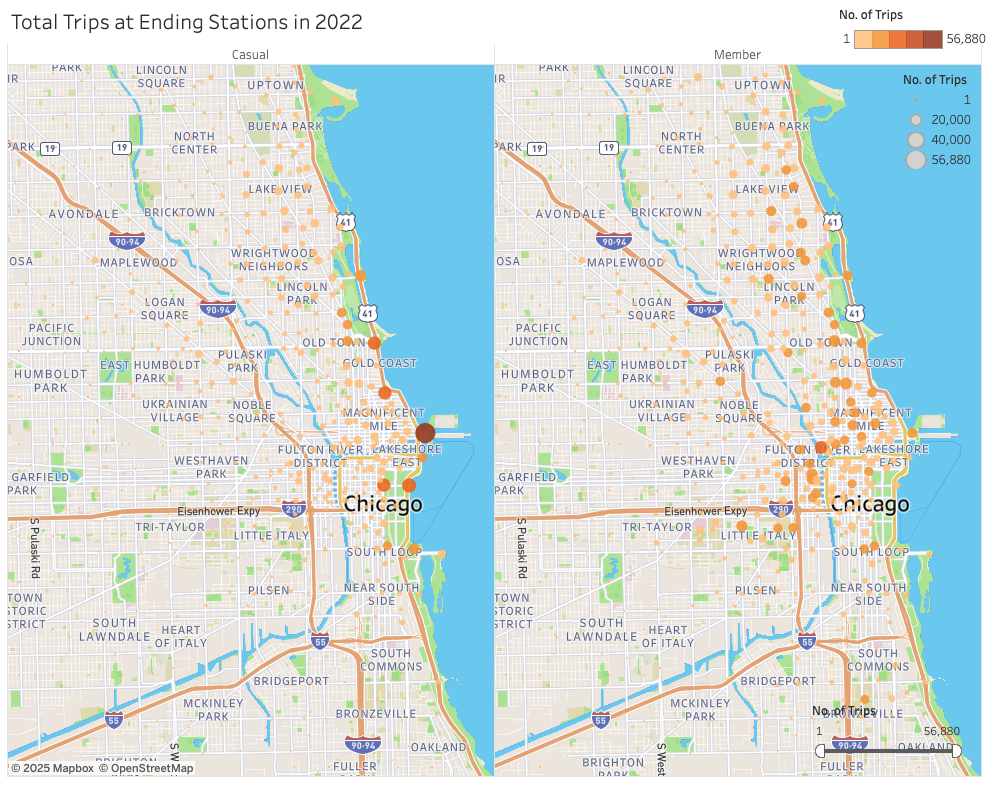 Total Trips at Ending Stations in 2022
No. of Trips
1
56,880
Casual
Member
PARK
LINCOLN
SQUARE
UPTOWN
IR
BUENA PARK
NORTH
CENTER
PARK
19
19
LAKE VIEW
AVONDALE
BRICKTOWN
41
90-94
OSA
MAPLEWOOD
WRIGHTWOOD
NEIGHBORS
LINCOLN
PARK
LOGAN
SQUARE
90-94
41
PACIFIC
JUNCTION
OLD TOWN
PULASKI
PARK
GOLD COAST
EAST HUMBOLDT
PARK
HUMBOLDT
PARK
UKRAINIAN
VILLAGE
NOBLE
SQUARE
MAGNIFICENT
MILE
FULTON RIVER
DISTRICT
LAKESHORE
EAST
WESTHAVEN
PARK
GARFIELD
PARK
Chicago
290
Eisenhower Expy
TRI-TAYLOR
LITTLE ITALY
S Pulaski Rd
SOUTH LOOP
PILSEN
NEAR SOUTH
SIDE
TOWN
STORIC
CT
SOUTH
LAWNDALE
HEART
OF ITALY
55
SOUTH
COMMONS
BRIDGEPORT
MCKINLEY
PARK
55
BRONZEVILLE
90-94
OAKLAND
S W
BRIGHTON
FULLER
© 2025 Mapbox © OpenStreetMap
PARK
LINCOLN
SQUARE
UPTOWN
IR
No. of Trips
1
20,000
40,000
56,880
BUENA PARK
NORTH
CENTER
PARK
19
19
LAKE VIEW
AVONDALE
BRICKTOWN
41
90-94
OSA
MAPLEWOOD
WRIGHTWOOD
NEIGHBORS
LINCOLN
PARK
LOGAN
SQUARE
90-94
41
PACIFIC
JUNCTION
OLD TOWN
PULASKI
PARK
GOLD COAST
EAST HUMBOLDT
PARK
HUMBOLDT
PARK
UKRAINIAN
VILLAGE
NOBLE
SQUARE
MAGNIFICENT
MILE
FULTON RIVER
DISTRICT
LAKESHORE
EAST
WESTHAVEN
PARK
GARFIELD
PARK
Chicago
290
Eisenhower Expy
TRI-TAYLOR
LITTLE ITALY
S Pulaski Rd
SOUTH LOOP
PILSEN
NEAR SOUTH
SIDE
TOWN
STORIC
CT
SOUTH
LAWNDALE
HEART
OF ITALY
55
SOUTH
COMMONS
BRIDGEPORT
MCKINLEY
PARK
55
BRONZEVILLE
No. of Trips
1
56,880
90-94
OAKLAND
S West
BRIGHTON
PARK
FULLER